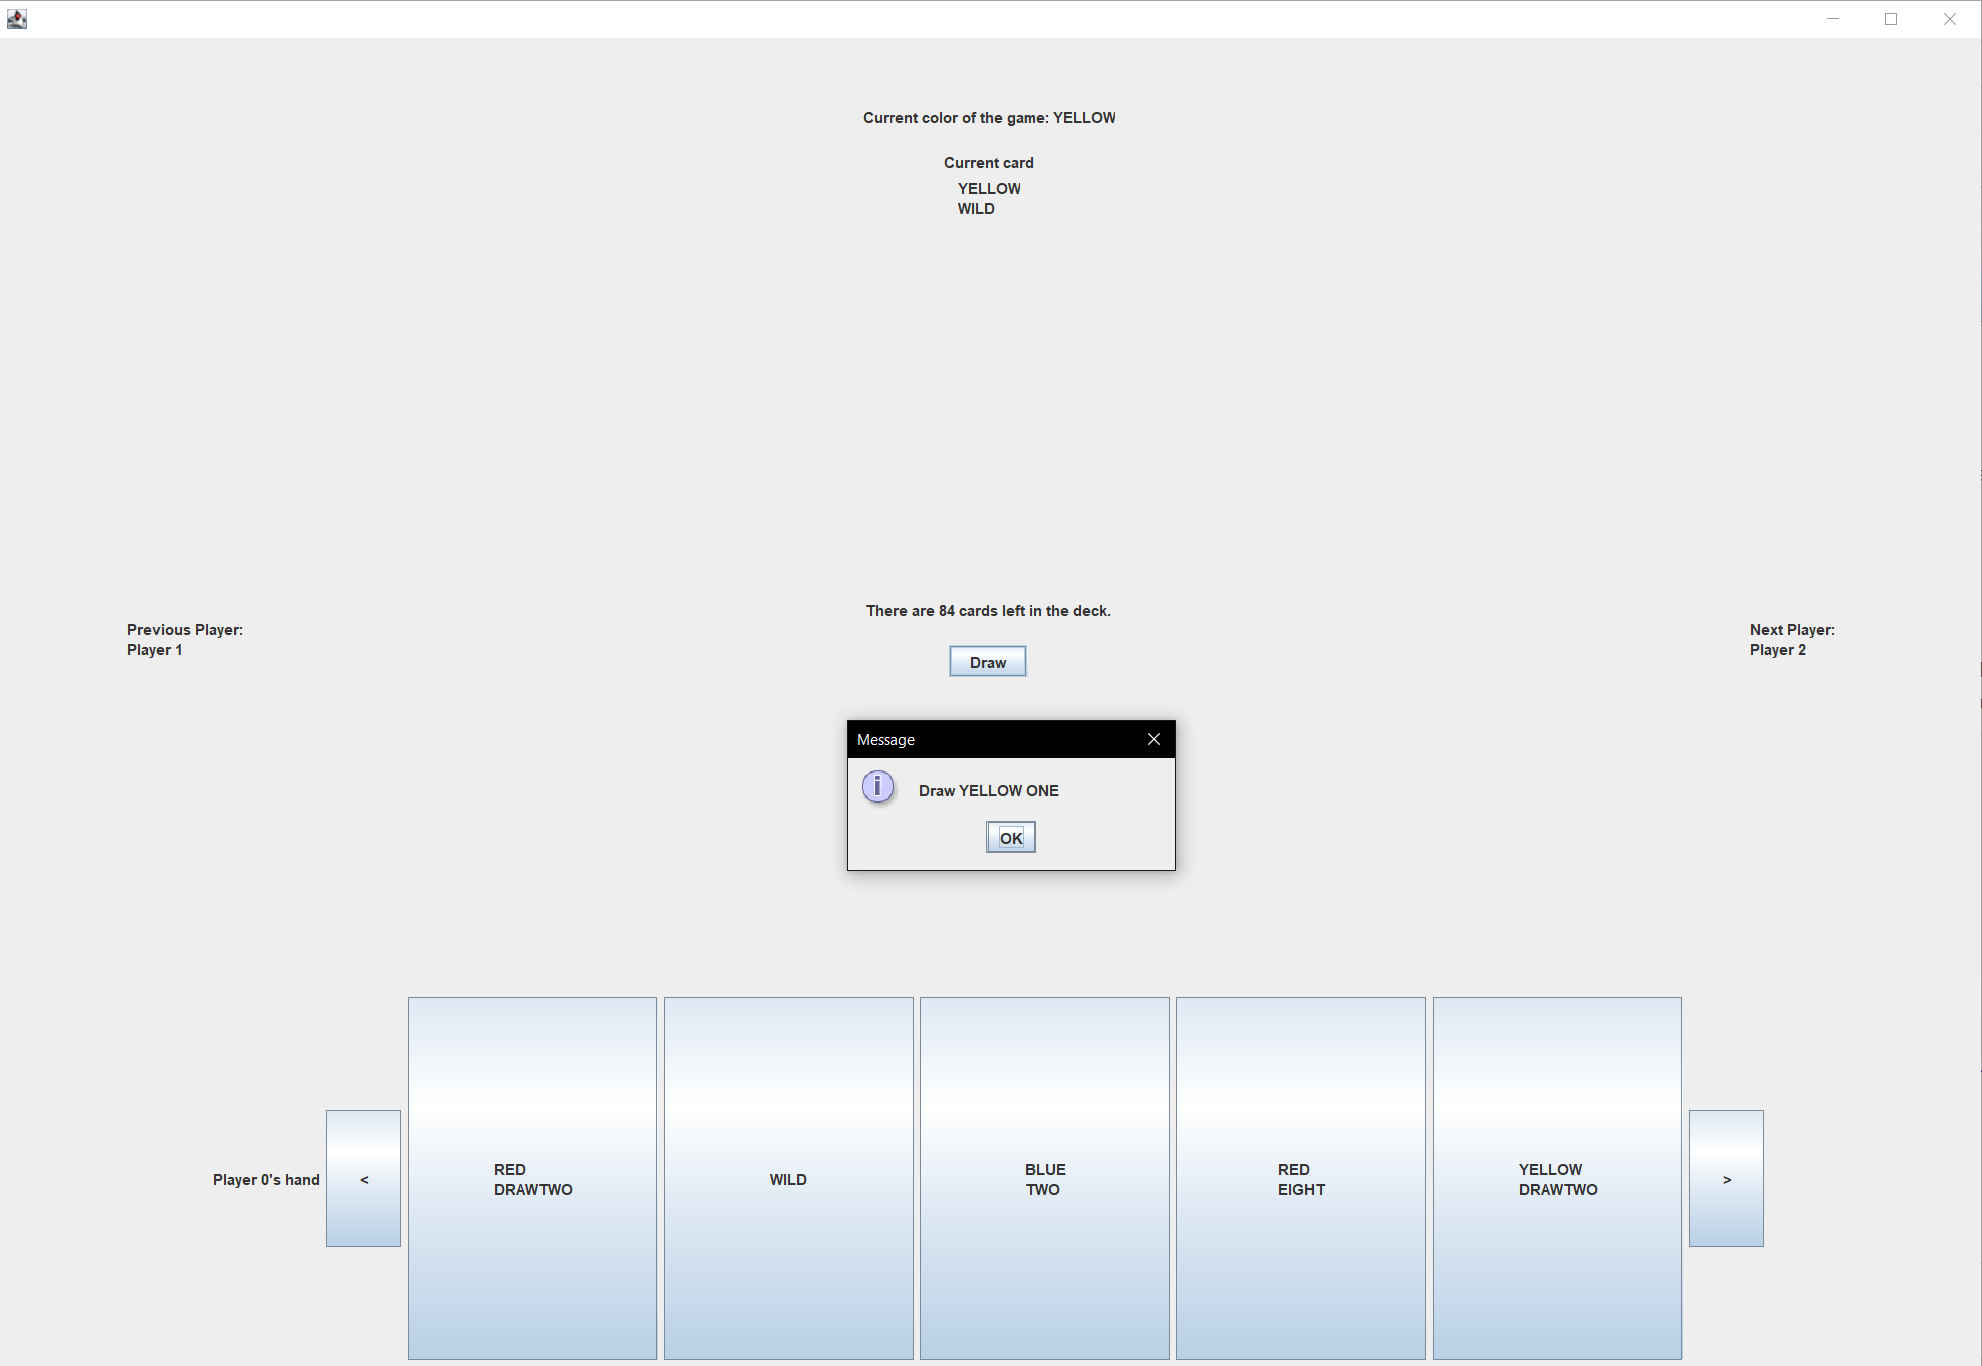 Current color of the game: YELLOW
Current card
YELLOW
WILD
There are 84 cards left in the deck.
Previous Player:
Player 1
Next Player:
Player 2
Draw
Message
i
Draw YELLOW ONE
OK
Player 0's hand
<
RED
DRAWTWO
WILD
BLUE
TWO
RED
EIGHT
YELLOW
DRAWTWO
>